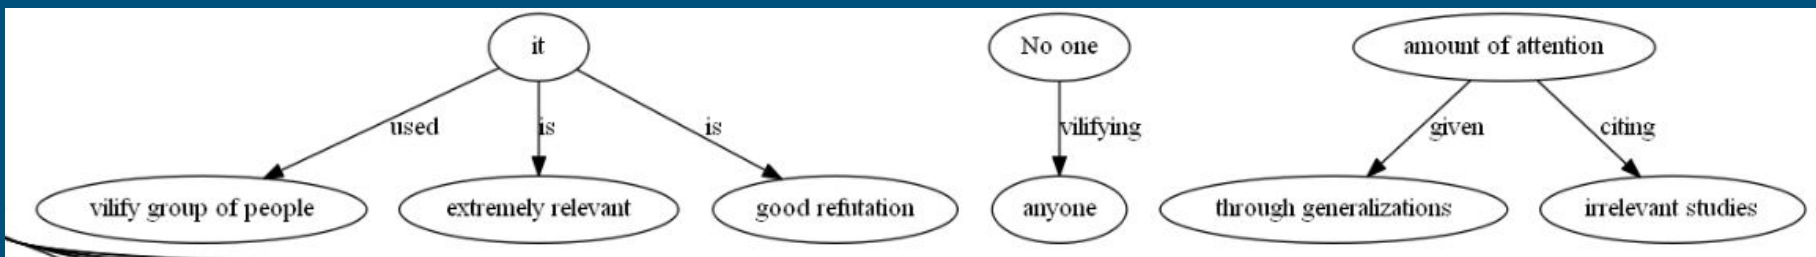 it
No one
amount of attention
used
is
is
vilifying
given
citing
vilify group of people
extremely relevant
good refutation
anyone
through generalizations
irrelevant studies